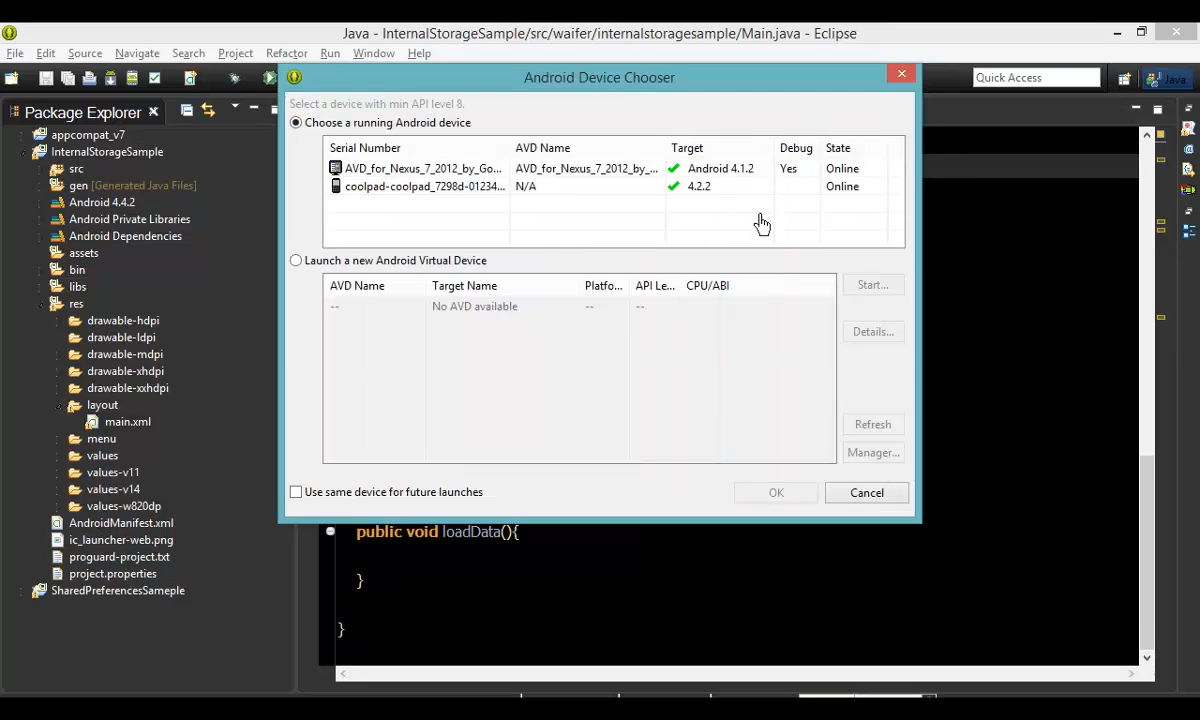 Java - InternalStorageSample/src/waifer/internalstoragesample/Main.java - Eclipse
File Edit Source Navigate Search Project Refactor Run Window Help
Quick Access
Java
Package Explorer
appcompat_v7
InternalStorageSample
src
gen [Generated Java Files]
Android 4.4.2
Android Private Libraries
Android Dependencies
assets
bin
libs
res
drawable-hdpi
drawable-ldpi
drawable-mdpi
drawable-xhdpi
drawable-xxhdpi
layout
main.xml
menu
values
values-v11
values-v14
values-w820dp
AndroidManifest.xml
ic_launcher-web.png
proguard-project.txt
project.properties
SharedPreferencesSameple
Android Device Chooser
Select a device with min API level 8.
Choose a running Android device
Serial Number AVD Name Target Debug State
AVD_for_Nexus_7_2012_by_Go... AVD_for_Nexus_7_2012_by_... Android 4.1.2 Yes Online
coolpad-coolpad_7298d-01234... N/A 4.2.2 Online
Launch a new Android Virtual Device
AVD Name Target Name Platfo... API Le... CPU/ABI
-- No AVD available -- --
Start...
Details...
Refresh
Manager...
Use same device for future launches
OK Cancel
public void loadData(){
}
}